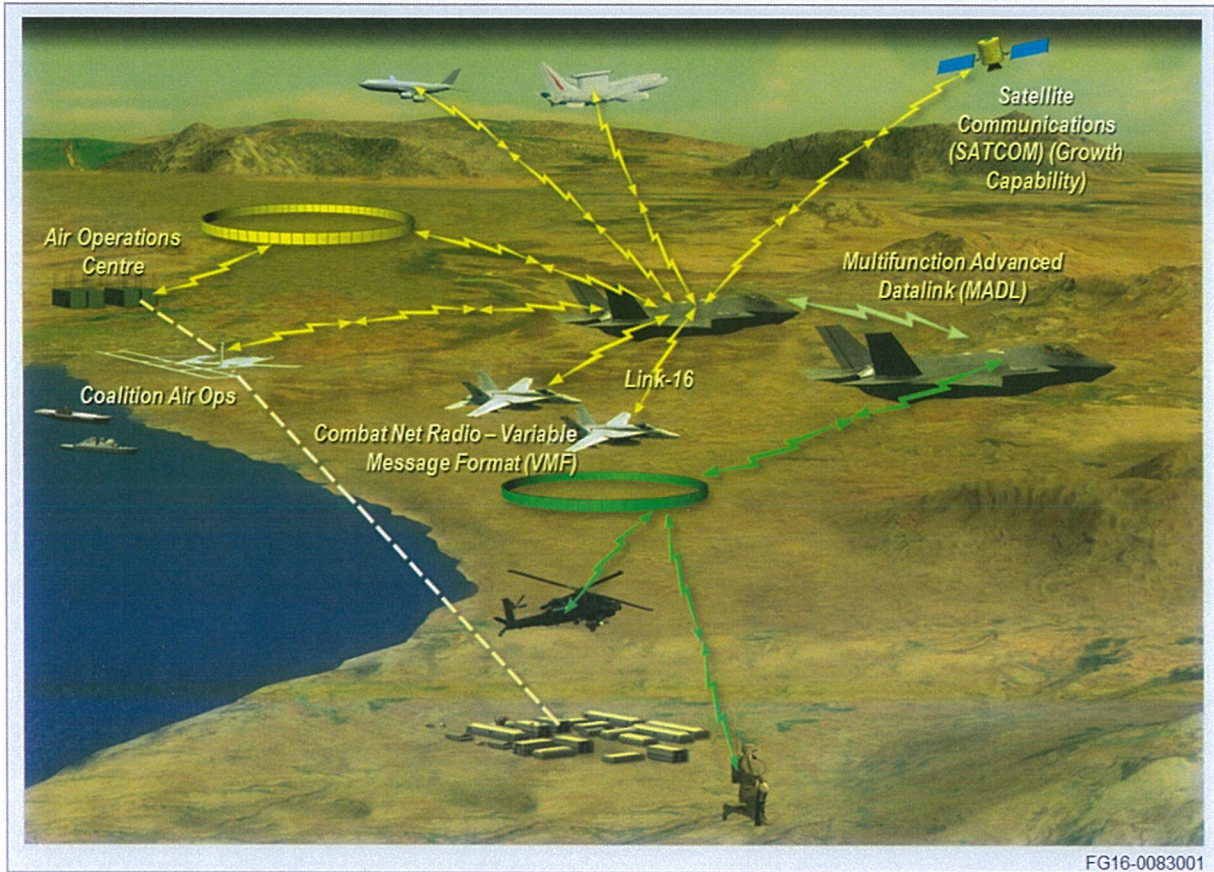 Satellite
Communications
(SATCOM) (Growth
Capability)
Air Operations
Centre
Multifunction Advanced
Datalink (MADL)
Link-16
Coalition Air Ops
Combat Net Radio – Variable
Message Format (VMF)
FG16-0083001